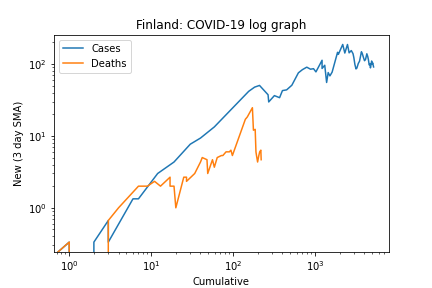 Finland: COVID-19 log graph
Cases
Deaths
New (3 day SMA)
10²
10¹
10⁰
10⁰ 10¹ 10² 10³
Cumulative